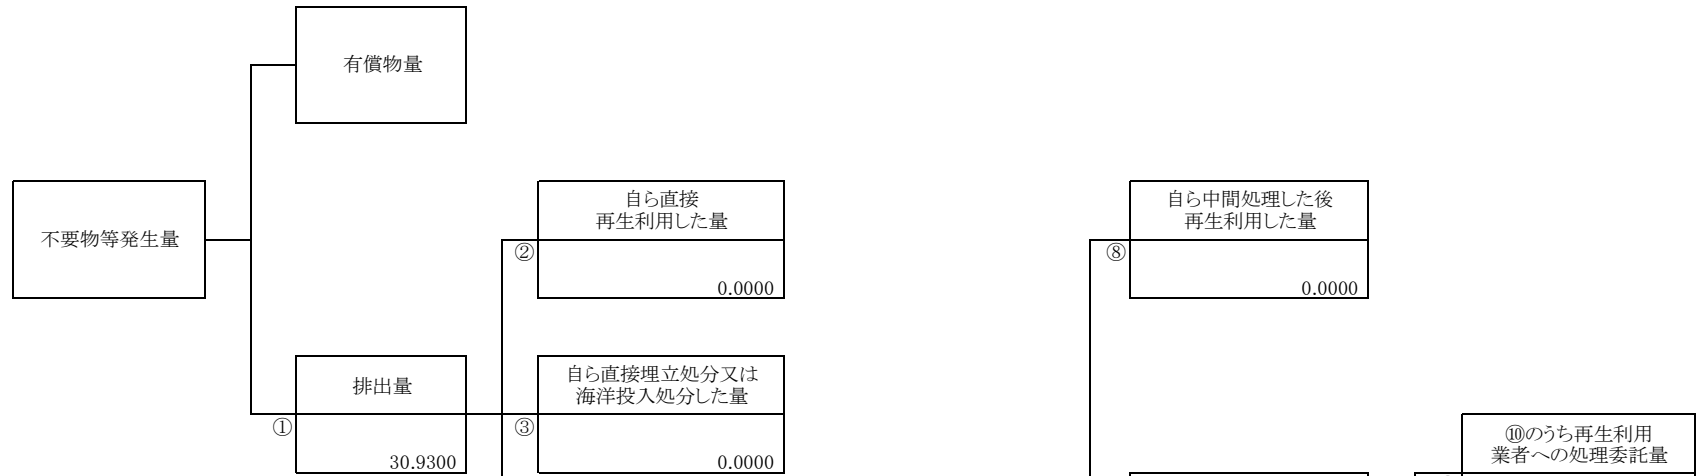 有償物量
不要物等発生量
自ら直接
再生利用した量
②
0.0000
自ら中間処理した後
再生利用した量
⑧
0.0000
排出量
①
30.9300
自ら直接埋立処分又は
海洋投入処分した量
③
0.0000
⑩のうち再生利用
業者への処理委託量